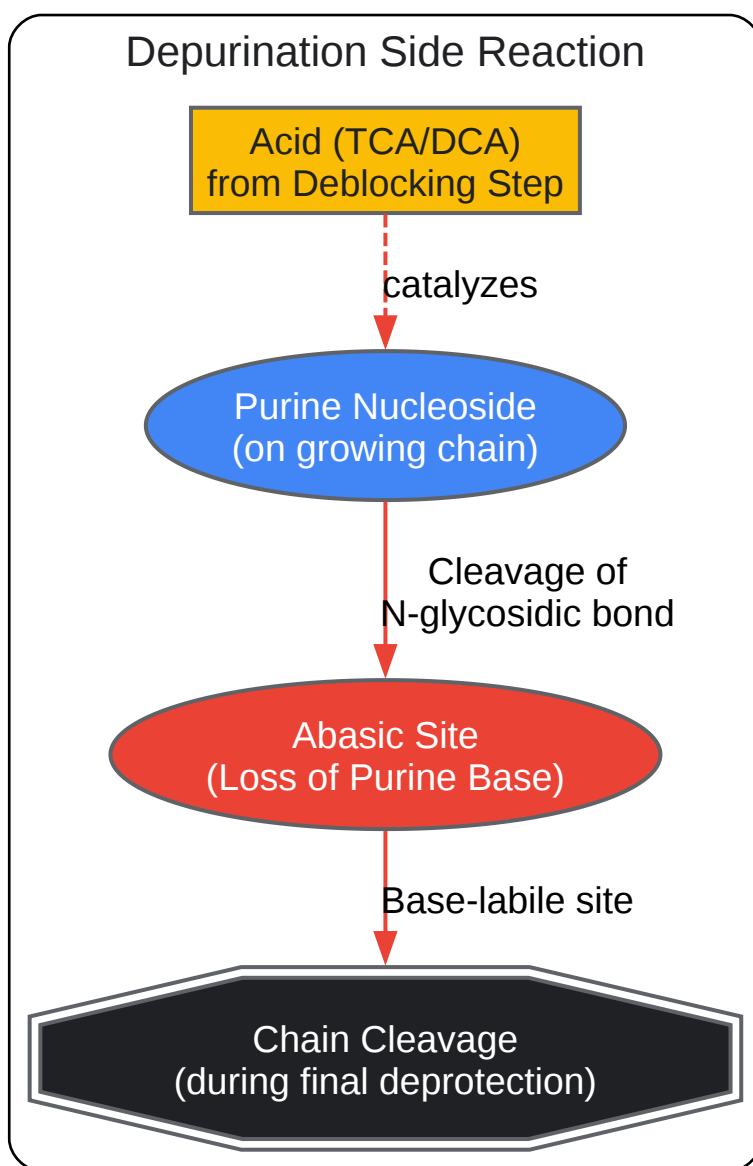 Depurination Side Reaction
Acid (TCA/DCA)
from Deblocking Step
catalyzes
Purine Nucleoside
(on growing chain)
Cleavage of
N-glycosidic bond
Abasic Site
(Loss of Purine Base)
Base-labile site
Chain Cleavage
(during final deprotection)